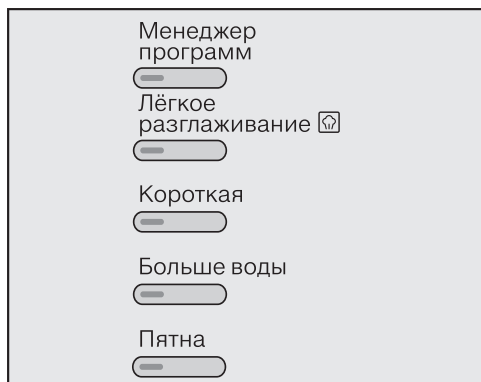 Менеджер
программ
Лёгкое
разглаживание
Короткая
Больше воды
Пятна